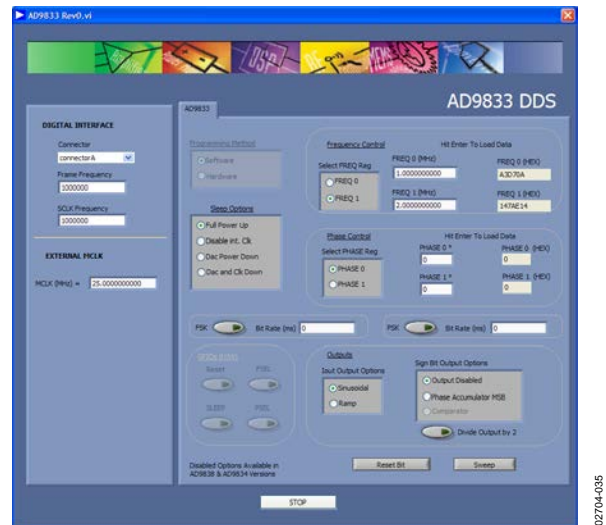 AD9833 Rev0.vi
AD9833 DDS
AD9833
DIGITAL INTERFACE
Connector
connector A
Frame Frequency
1000000
SCLK Frequency
1000000
EXTERNAL MCLK
MCLK (MHz) = 25.0000000000
Programming Method
Software
Hardware
Sleep Options
Full Power Up
Disable int. Clk
Dac Power Down
Dac and Clk Down
Frequency Control
Hit Enter To Load Data
Select FREQ Reg
FREQ 0
FREQ 1
FREQ 0 (MHz)
1.0000000000
FREQ 0 (HEX)
A3D70A
FREQ 1 (MHz)
2.0000000000
FREQ 1 (HEX)
147AE14
Phase Control
Hit Enter To Load Data
Select PHASE Reg
PHASE 0
PHASE 1
PHASE 0 °
0
PHASE 0 (HEX)
0
PHASE 1 °
0
PHASE 1 (HEX)
0
FSK
Bit Rate (ms) 0
PSK
Bit Rate (ms) 0
Reset
FSEL
SLEEP
PSEL
Outputs
Iout Output Options
Sinusoidal
Ramp
Sign Bit Output Options
Output Disabled
Phase Accumulator MSB
Comparator
Divide Output by 2
Disabled Options Available in
AD9838 & AD9834 Versions
Reset Bit
Sweep
STOP
02704-035